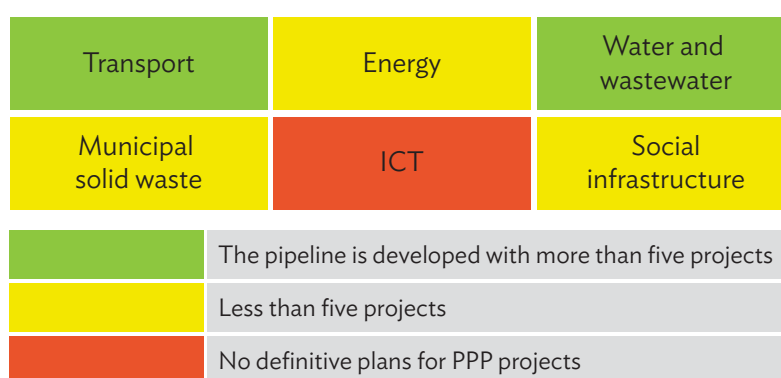 Transport
Energy
Water and
wastewater
Municipal
solid waste
ICT
Social
infrastructure
The pipeline is developed with more than five projects
Less than five projects
No definitive plans for PPP projects